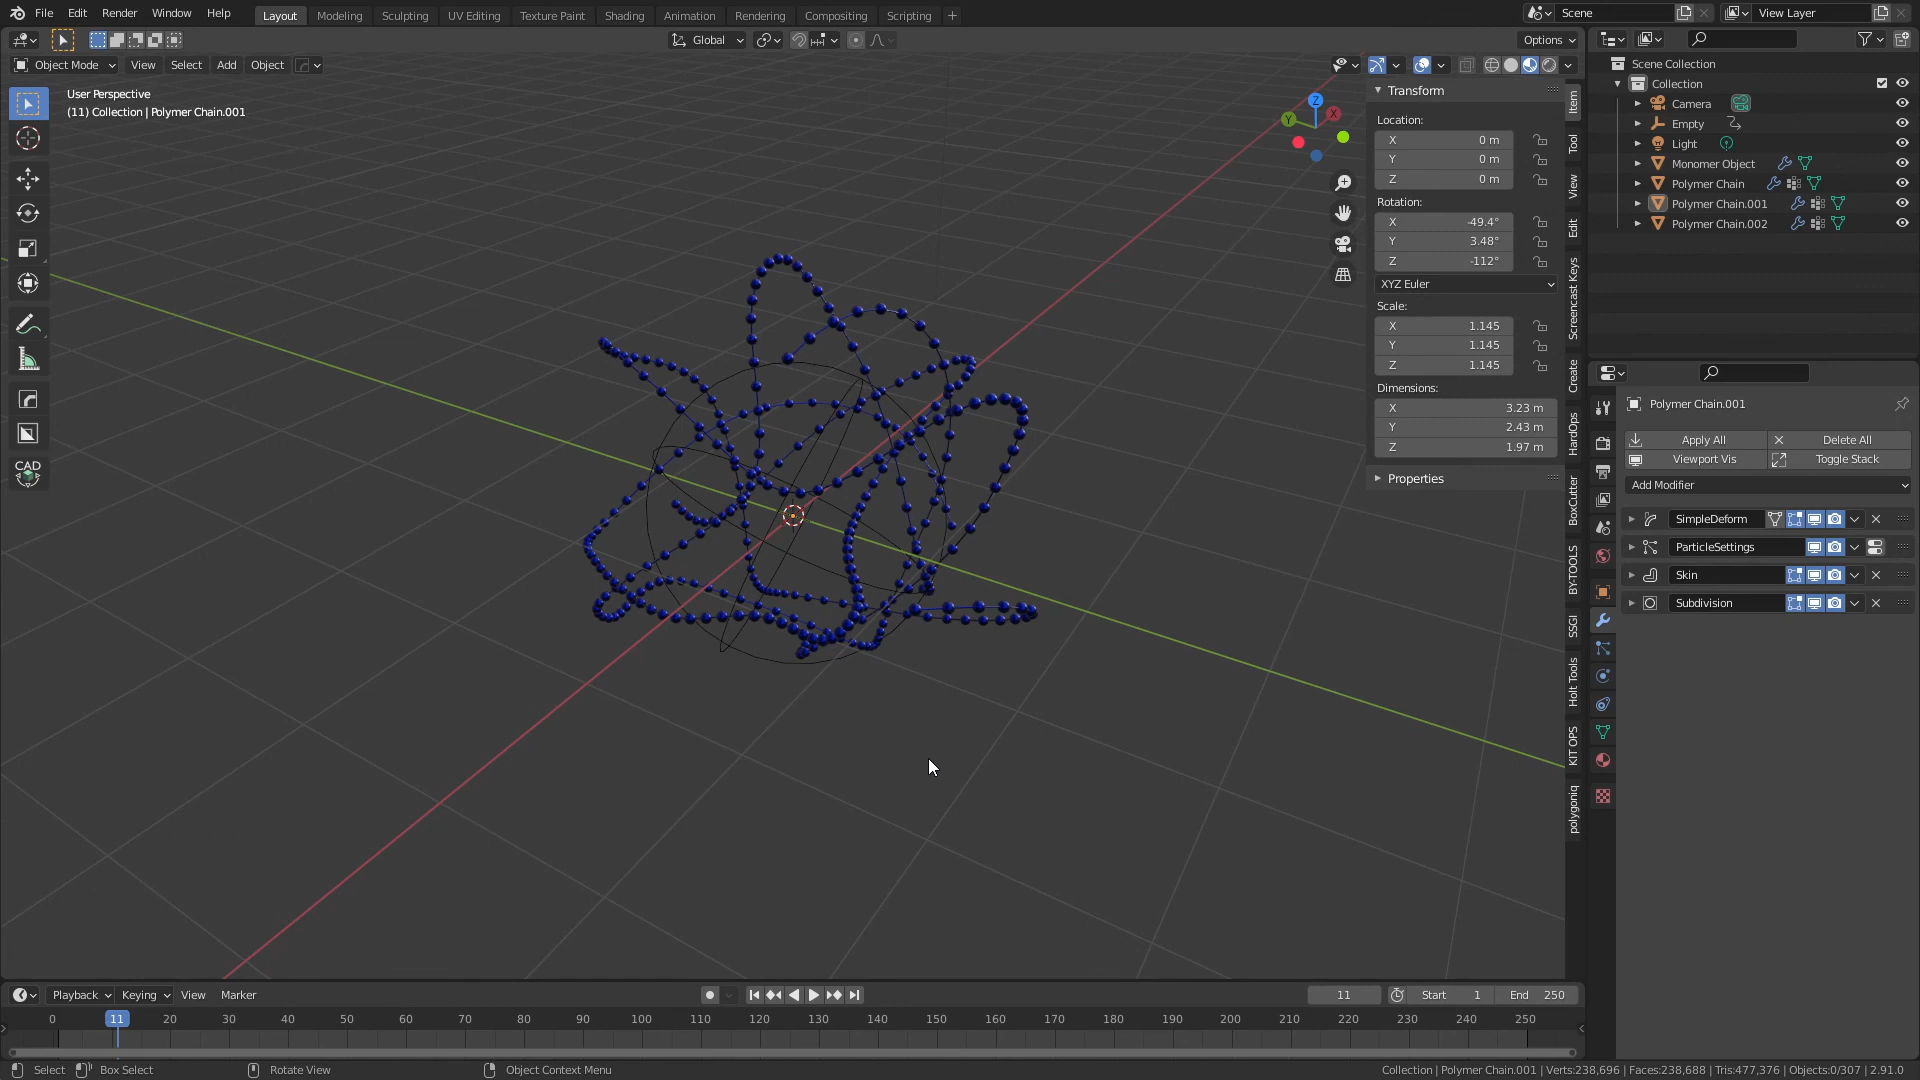 File Edit Render Window Help Layout Modeling Sculpting UV Editing Texture Paint Shading Animation Rendering Compositing Scripting + Scene View Layer
Global Options
Object Mode View Select Add Object
User Perspective
(11) Collection | Polymer Chain.001
CAD
Z
X
Y
Transform
Location:
X 0 m
Y 0 m
Z 0 m
Rotation:
X -49.4°
Y 3.48°
Z -112°
XYZ Euler
Scale:
X 1.145
Y 1.145
Z 1.145
Dimensions:
X 3.23 m
Y 2.43 m
Z 1.97 m
Properties
Item
Tool
View
Edit
Screencast Keys
Create
HardOps
BoxCutter
BY-TOOLS
SSGI
Holt Tools
KIT OPS
polygoniq
Scene Collection
Collection
Camera
Empty
Light
Monomer Object
Polymer Chain
Polymer Chain.001
Polymer Chain.002
Polymer Chain.001
Apply All Delete All
Viewport Vis Toggle Stack
Add Modifier
SimpleDeform
ParticleSettings
Skin
Subdivision
Playback Keying View Marker 11 Start 1 End 250
0 11 20 30 40 50 60 70 80 90 100 110 120 130 140 150 160 170 180 190 200 210 220 230 240 250
Select Box Select Rotate View Object Context Menu Collection | Polymer Chain.001 | Verts:238,696 | Faces:238,688 | Tris:477,376 | Objects:0/307 | 2.91.0